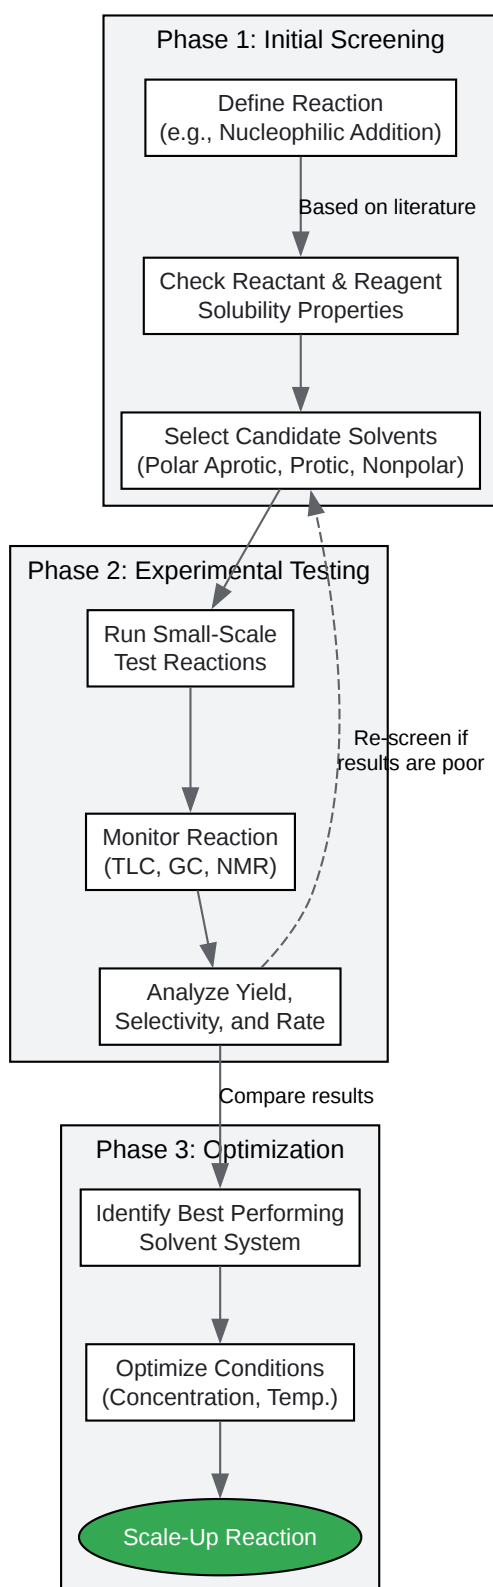 Phase 1: Initial Screening
Define Reaction
(e.g., Nucleophilic Addition)
Based on literature
Check Reactant & Reagent
Solubility Properties
Select Candidate Solvents
(Polar Aprotic, Protic, Nonpolar)
Phase 2: Experimental Testing
Run Small-Scale
Test Reactions
Re-screen if
results are poor
Monitor Reaction
(TLC, GC, NMR)
Analyze Yield,
Selectivity, and Rate
Compare results
Phase 3: Optimization
Identify Best Performing
Solvent System
Optimize Conditions
(Concentration, Temp.)
Scale-Up Reaction